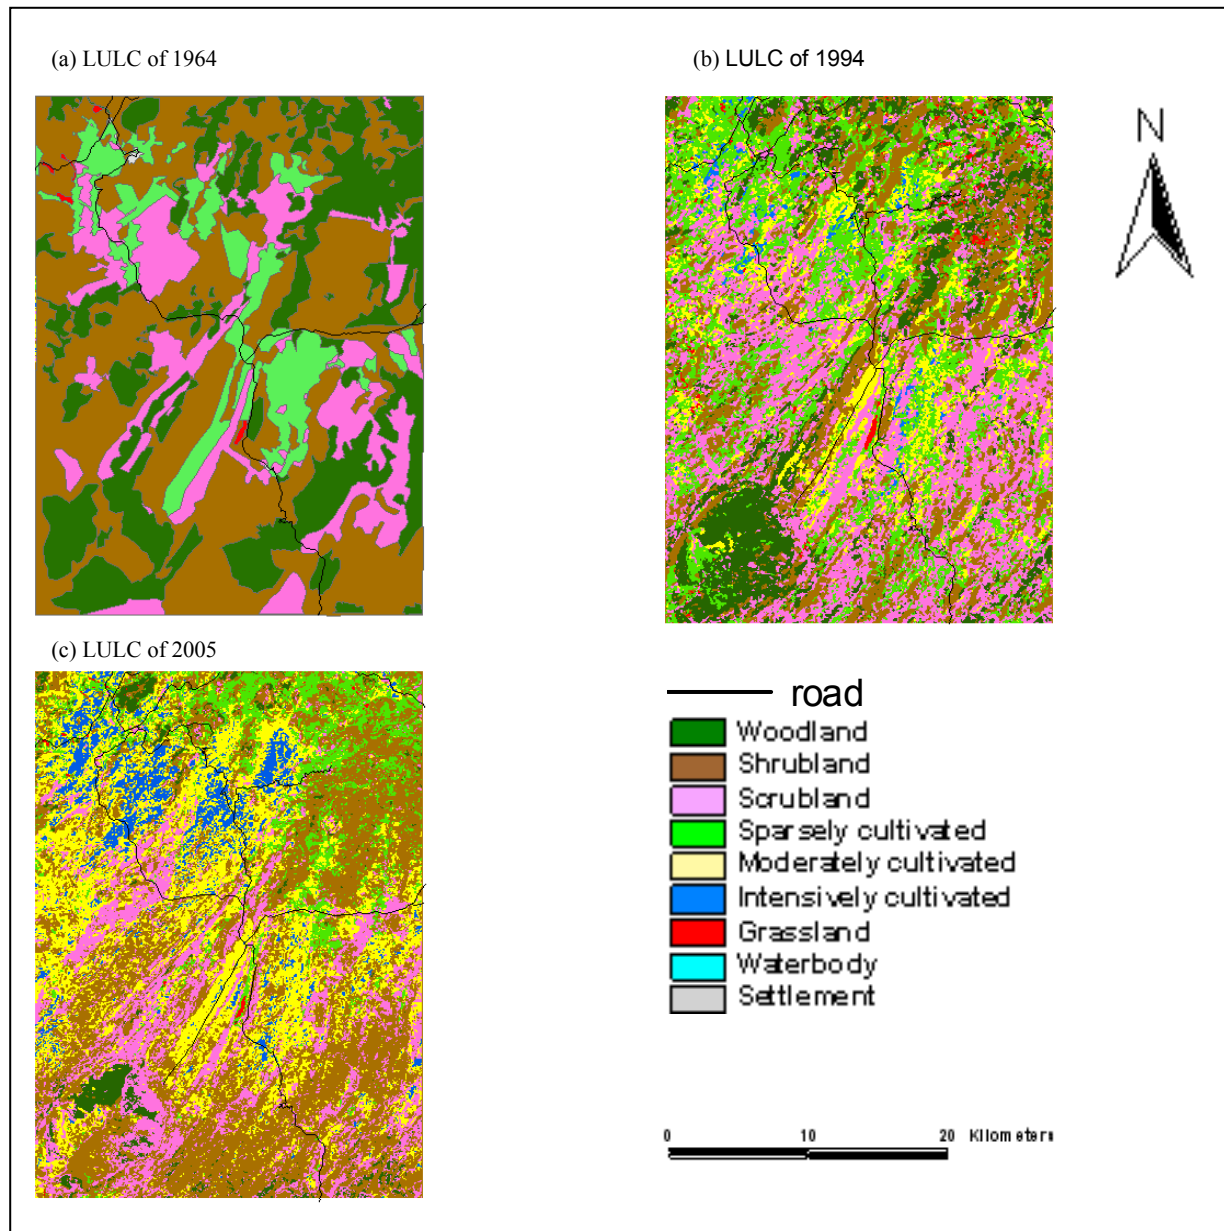 (a) LULC of 1964
(b) LULC of 1994
N
(c) LULC of 2005
road
Woodland
Shrubland
Scrubland
Sparsely cultivated
Moderately cultivated
Intensively cultivated
Grassland
Waterbody
Settlement
0 10 20 Kilometers